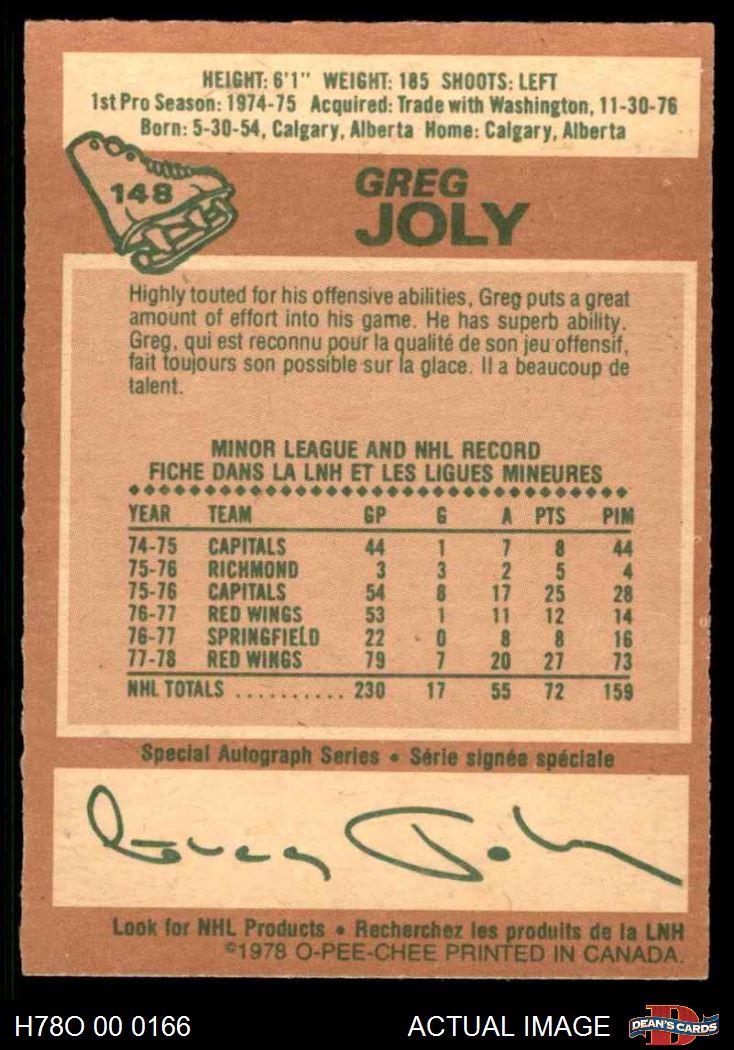 HEIGHT: 6'1" WEIGHT: 185 SHOOTS: LEFT
1st Pro Season: 1974-75 Acquired: Trade with Washington, 11-30-76
Born: 5-30-54, Calgary, Alberta Home: Calgary, Alberta
148
GREG
JOLY
Highly touted for his offensive abilities, Greg puts a great
amount of effort into his game. He has superb ability.
Greg, qui est reconnu pour la qualité de son jeu offensif,
fait toujours son possible sur la glace. Il a beaucoup de
talent.
MINOR LEAGUE AND NHL RECORD
FICHE DANS LA LNH ET LES LIGUES MINEURES
YEAR TEAM GP G A PTS PIM
74-75 CAPITALS 44 1 7 8 44
75-76 RICHMOND 3 3 2 5 4
75-76 CAPITALS 54 8 17 25 28
76-77 RED WINGS 53 1 11 12 14
76-77 SPRINGFIELD 22 0 8 8 16
77-78 RED WINGS 79 7 20 27 73
NHL TOTALS .......... 230 17 55 72 159
Special Autograph Series • Série signée spéciale
Greg Joly
Look for NHL Products • Recherchez les produits de la LNH
©1978 O-PEE-CHEE PRINTED IN CANADA.
H78O 00 0166 ACTUAL IMAGE DEAN'S CARDS